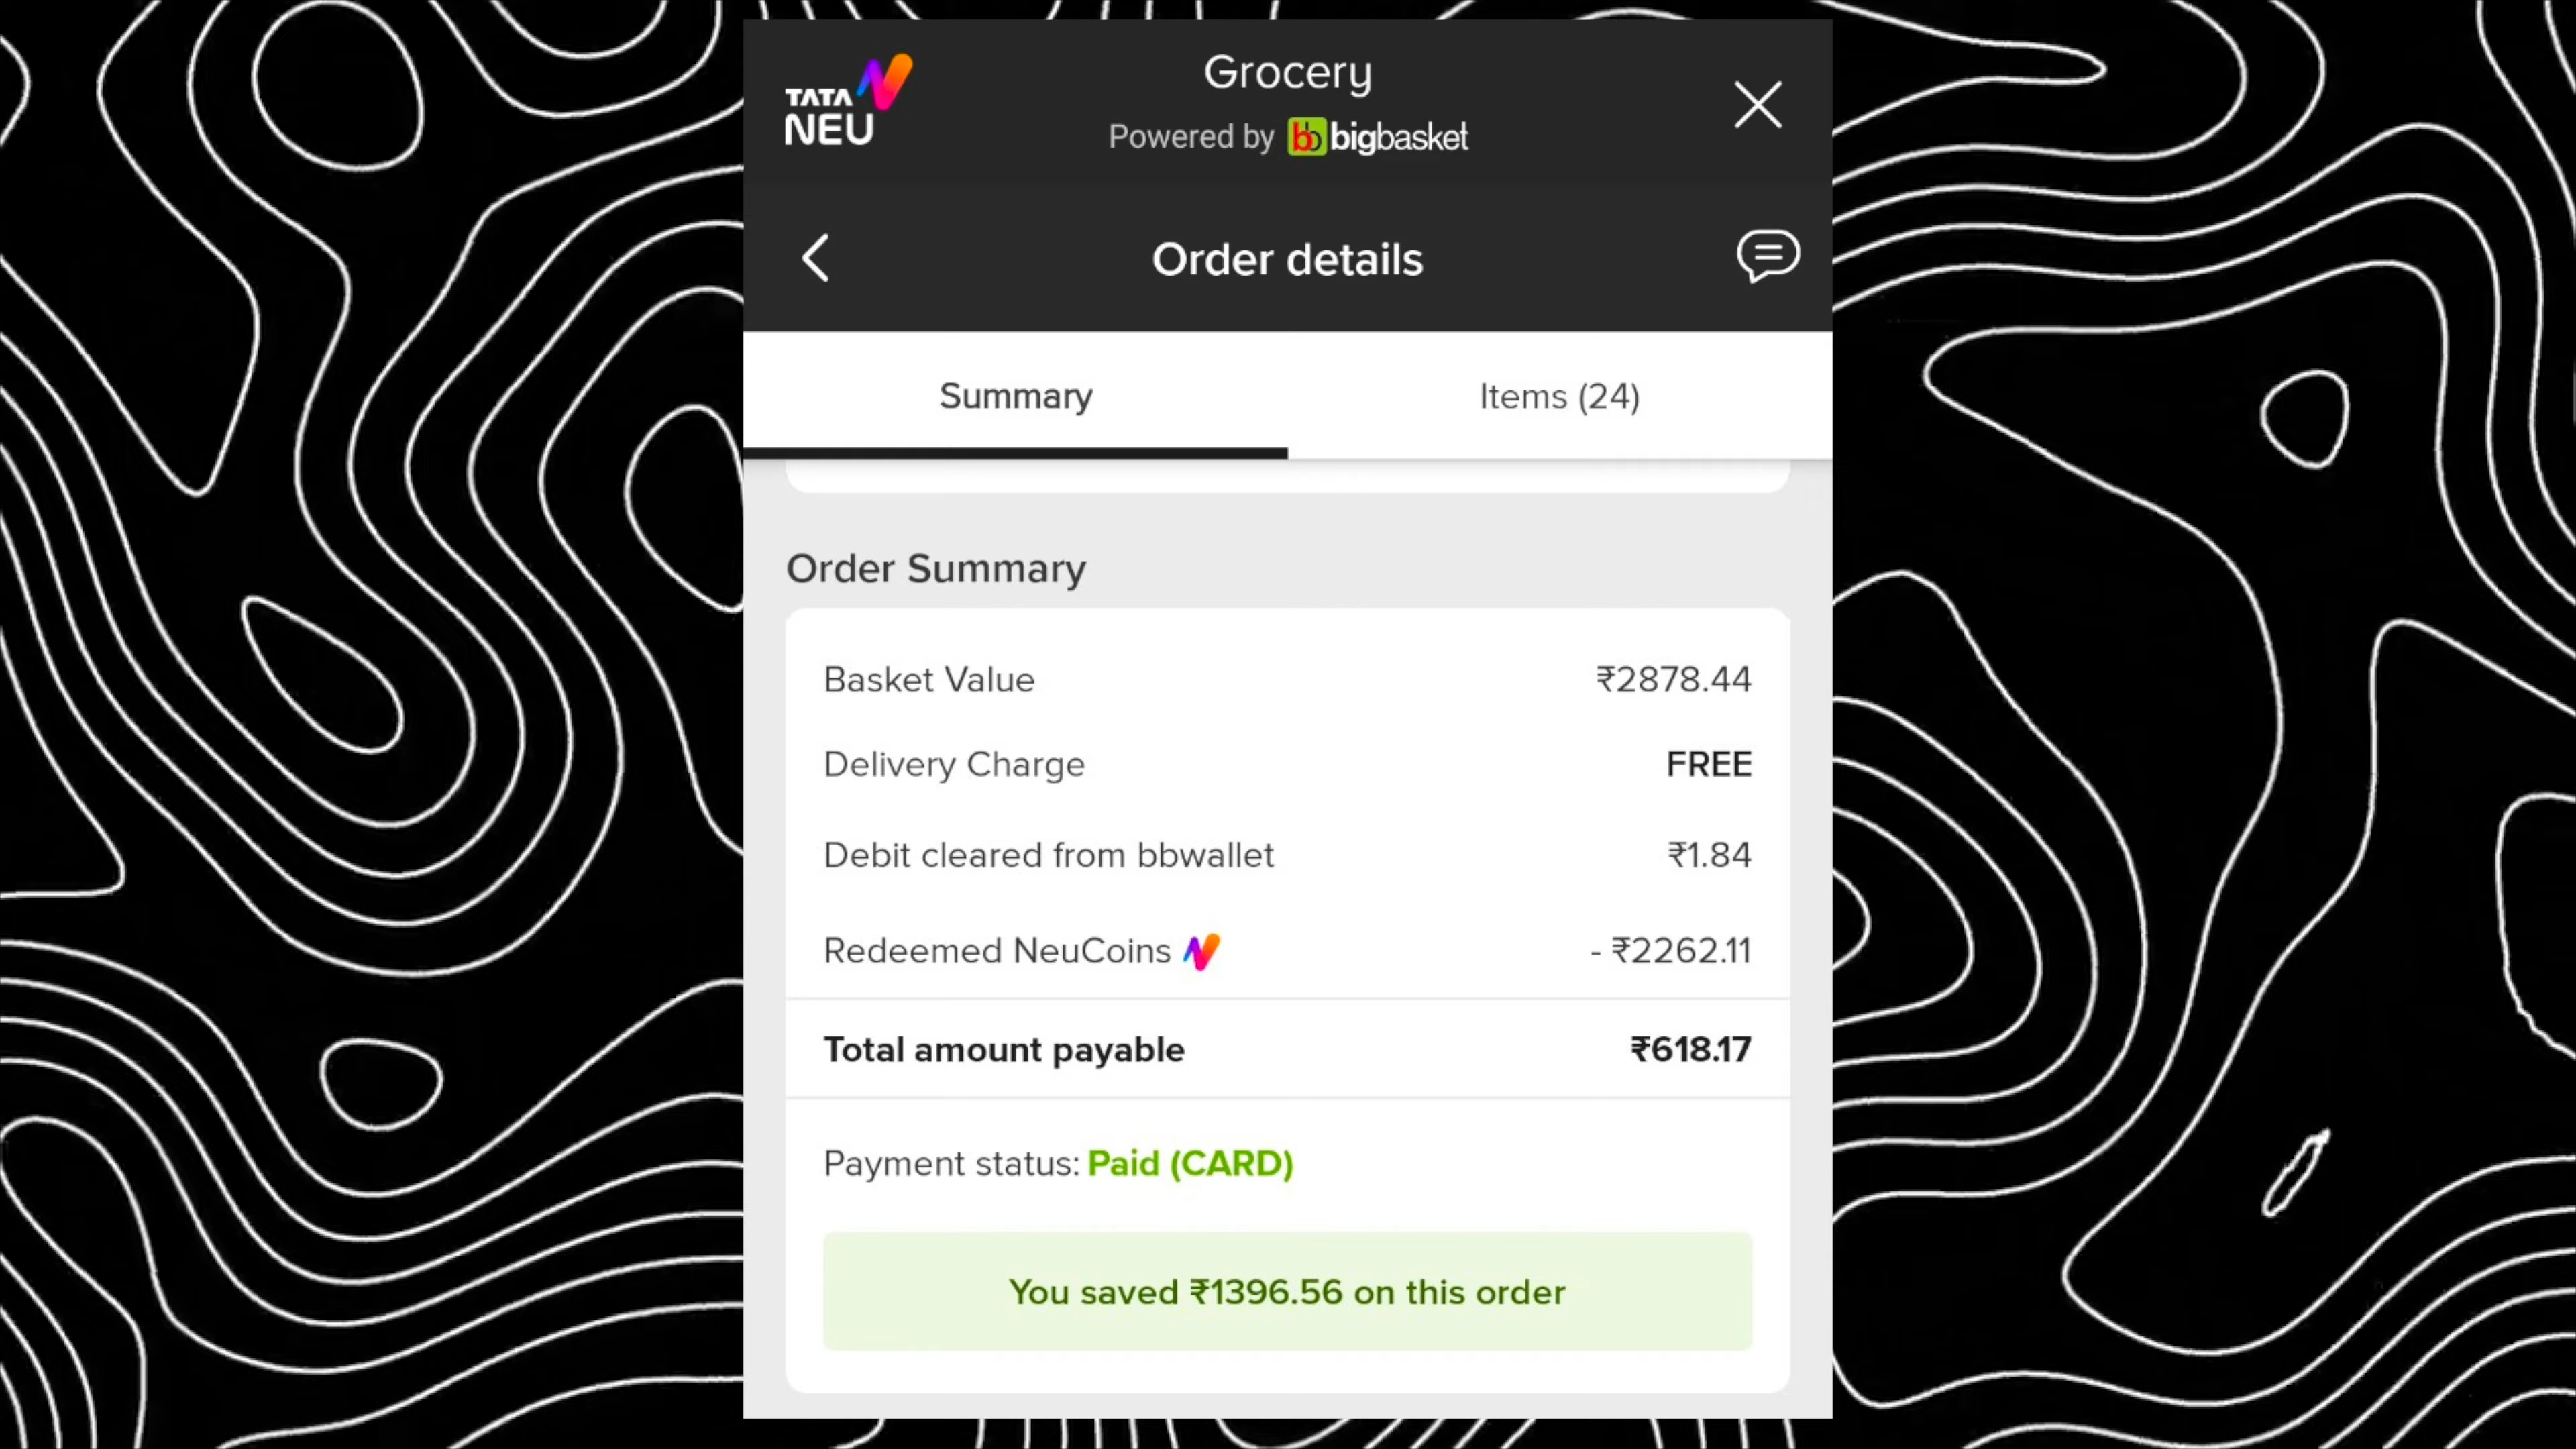 TATA
NEU
Grocery
Powered by bb bigbasket
Order details
Summary
Items (24)
Order Summary
Basket Value ₹2878.44
Delivery Charge FREE
Debit cleared from bbwallet ₹1.84
Redeemed NeuCoins - ₹2262.11
Total amount payable ₹618.17
Payment status: Paid (CARD)
You saved ₹1396.56 on this order